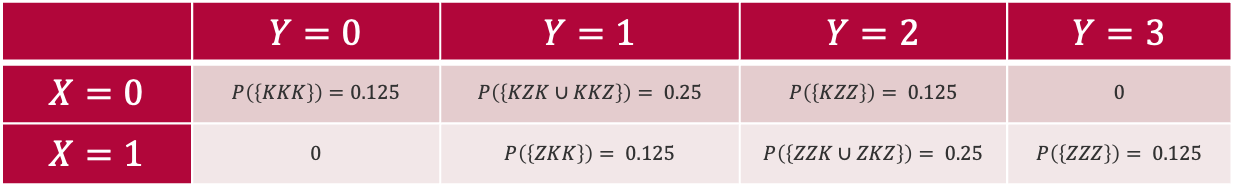 Y = 0 Y = 1 Y = 2 Y = 3
X = 0 P({KKK}) = 0.125 P({KZK ∪ KKZ}) = 0.25 P({KZZ}) = 0.125 0
X = 1 0 P({ZKK}) = 0.125 P({ZZK ∪ ZKZ}) = 0.25 P({ZZZ}) = 0.125